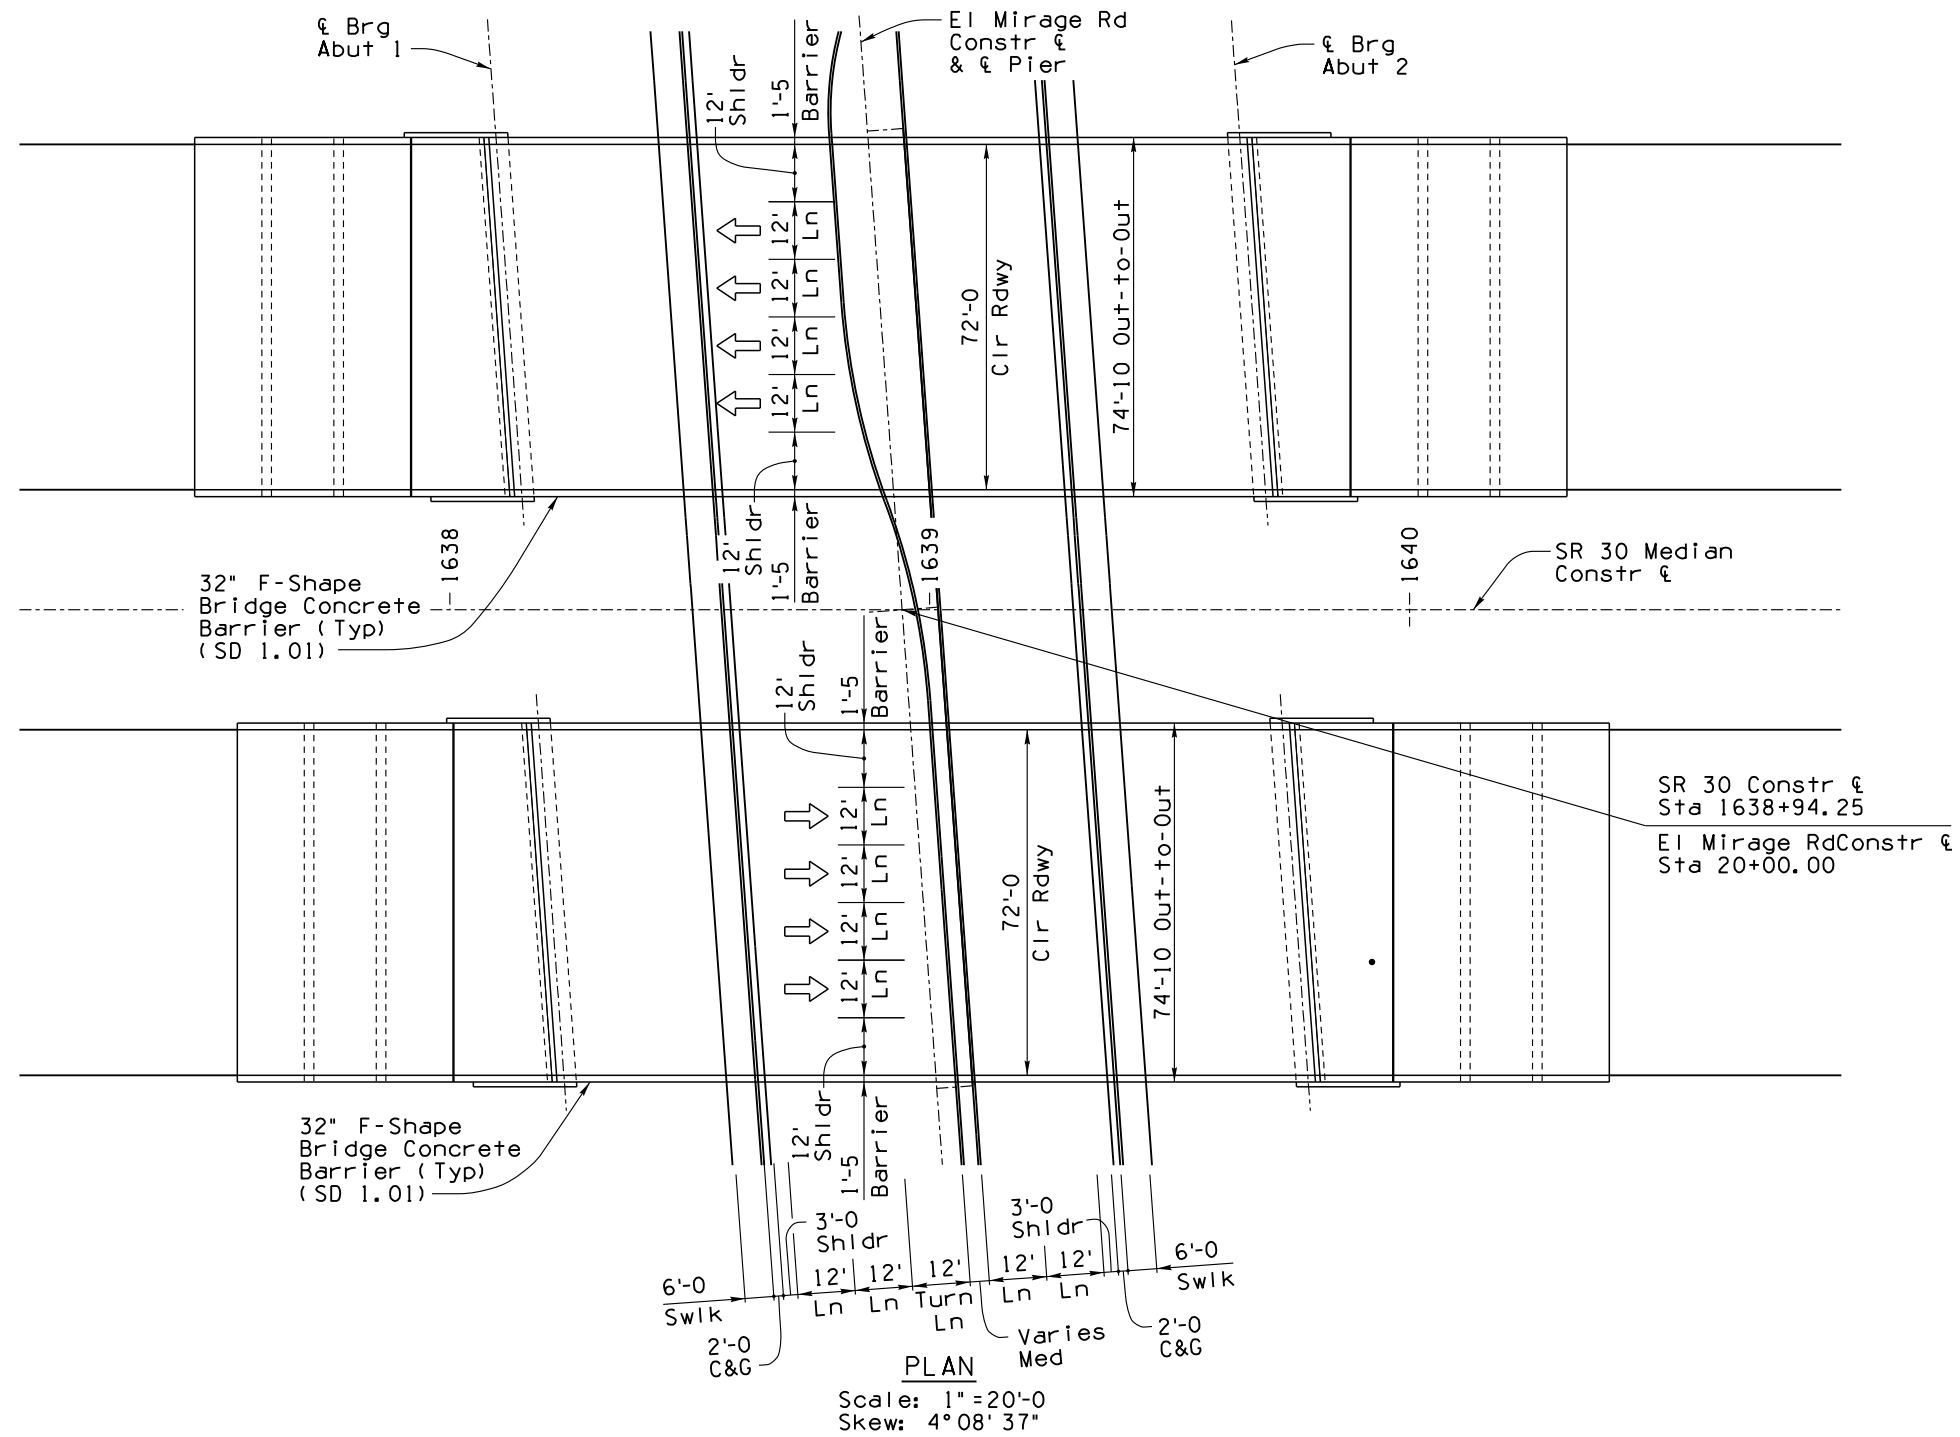 ℄ Brg
Abut 1
12'
Shldr
1'-5
Barrier
El Mirage Rd
Constr ℄
& ℄ Pier
℄ Brg
Abut 2
12'
Ln
12'
Ln
12'
Ln
12'
Ln
72'-0
Clr Rdwy
74'-10 Out-to-Out
12'
Shldr
1'-5
Barrier
1638
1639
1640
SR 30 Median
Constr ℄
32" F-Shape
Bridge Concrete
Barrier (Typ)
(SD 1.01)
12'
Shldr
1'-5
Barrier
12'
Ln
12'
Ln
12'
Ln
12'
Ln
72'-0
Clr Rdwy
74'-10 Out-to-Out
SR 30 Constr ℄
Sta 1638+94.25
El Mirage RdConstr ℄
Sta 20+00.00
12'
Shldr
1'-5
Barrier
32" F-Shape
Bridge Concrete
Barrier (Typ)
(SD 1.01)
3'-0
Shldr
3'-0
Shldr
6'-0
Swlk
12'
Ln
12'
Ln
12'
Turn
Ln
12'
Ln
12'
Ln
6'-0
Swlk
2'-0
C&G
Varies
Med
2'-0
C&G
PLAN
Scale: 1"=20'-0
Skew: 4°08'37"